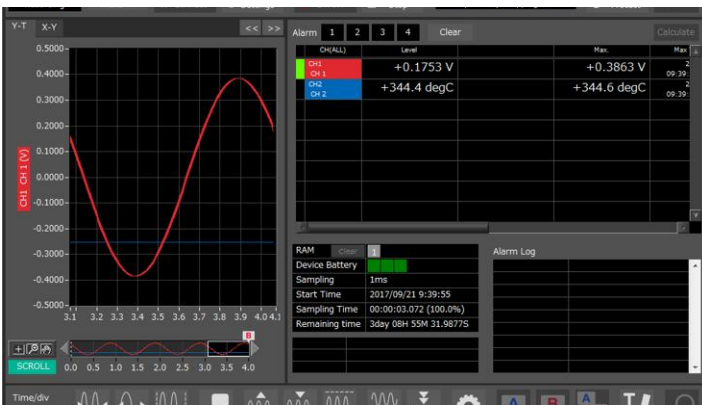 Y-T X-Y << >>
Alarm 1 2 3 4 Clear Calculate
CH(ALL) Level Max. Max
CH1 +0.1753 V +0.3863 V 2
CH 1 09:39:
CH2 +344.4 degC +344.6 degC 2
CH 2 09:39:
0.5000
0.4000
0.3000
0.2000
0.1000
0.0000
-0.1000
-0.2000
-0.3000
-0.4000
-0.5000
CH1 CH 1 (V)
3.1 3.2 3.3 3.4 3.5 3.6 3.7 3.8 3.9 4.0 4.1
B
SCROLL 0.0 0.5 1.0 1.5 2.0 2.5 3.0 3.5 4.0
RAM Clear 1
Device Battery
Sampling 1ms
Start Time 2017/09/21 9:39:55
Sampling Time 00:00:03.072 (100.0%)
Remaining time 3day 08H 55M 31.9877S
Alarm Log
Time/div
A B A T